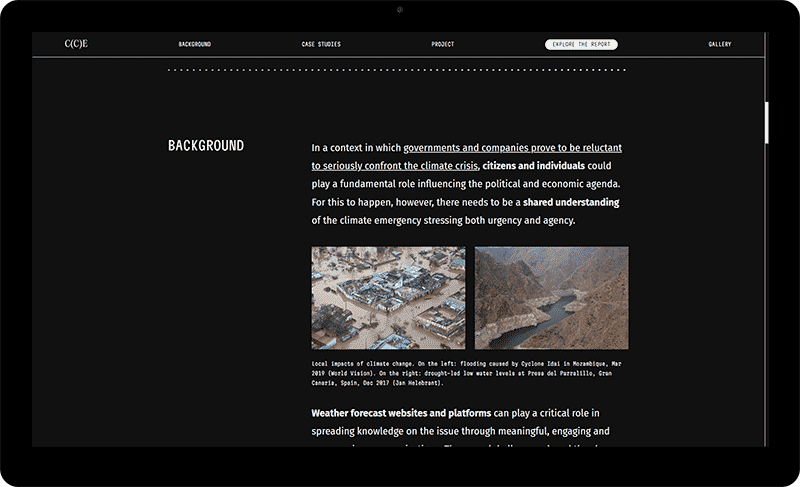 C(C)E
BACKGROUND
CASE STUDIES
PROJECT
EXPLORE THE REPORT
GALLERY
BACKGROUND
In a context in which governments and companies prove to be reluctant
to seriously confront the climate crisis, citizens and individuals could
play a fundamental role influencing the political and economic agenda.
For this to happen, however, there needs to be a shared understanding
of the climate emergency stressing both urgency and agency.
Local impacts of climate change. On the left: flooding caused by Cyclone Idai in Mozambique, Mar
2019 (World Vision). On the right: drought-led low water levels at Presa del Parralillo, Gran
Canaria, Spain, Dec 2017 (Jan Helebrant).
Weather forecast websites and platforms can play a critical role in
spreading knowledge on the issue through meaningful, engaging and